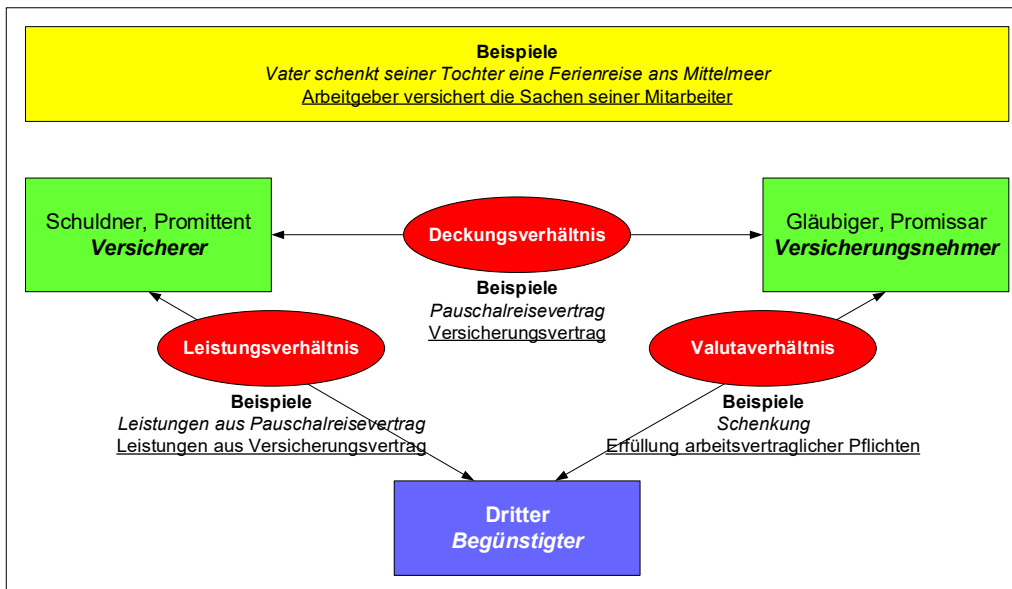 Beispiele
Vater schenkt seiner Tochter eine Ferienreise ans Mittelmeer
Arbeitgeber versichert die Sachen seiner Mitarbeiter
Schuldner, Promittent
Versicherer
Deckungsverhältnis
Gläubiger, Promissar
Versicherungsnehmer
Beispiele
Pauschalreisevertrag
Versicherungsvertrag
Leistungsverhältnis
Valutaverhältnis
Beispiele
Leistungen aus Pauschalreisevertrag
Leistungen aus Versicherungsvertrag
Beispiele
Schenkung
Erfüllung arbeitsvertraglicher Pflichten
Dritter
Begünstigter